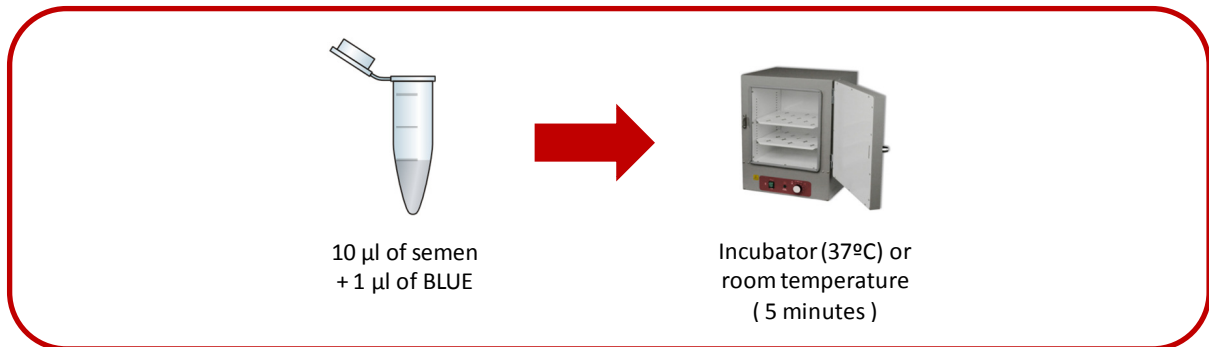 10 µl of semen
+ 1 µl of BLUE
Incubator (37ºC) or
room temperature
( 5 minutes )